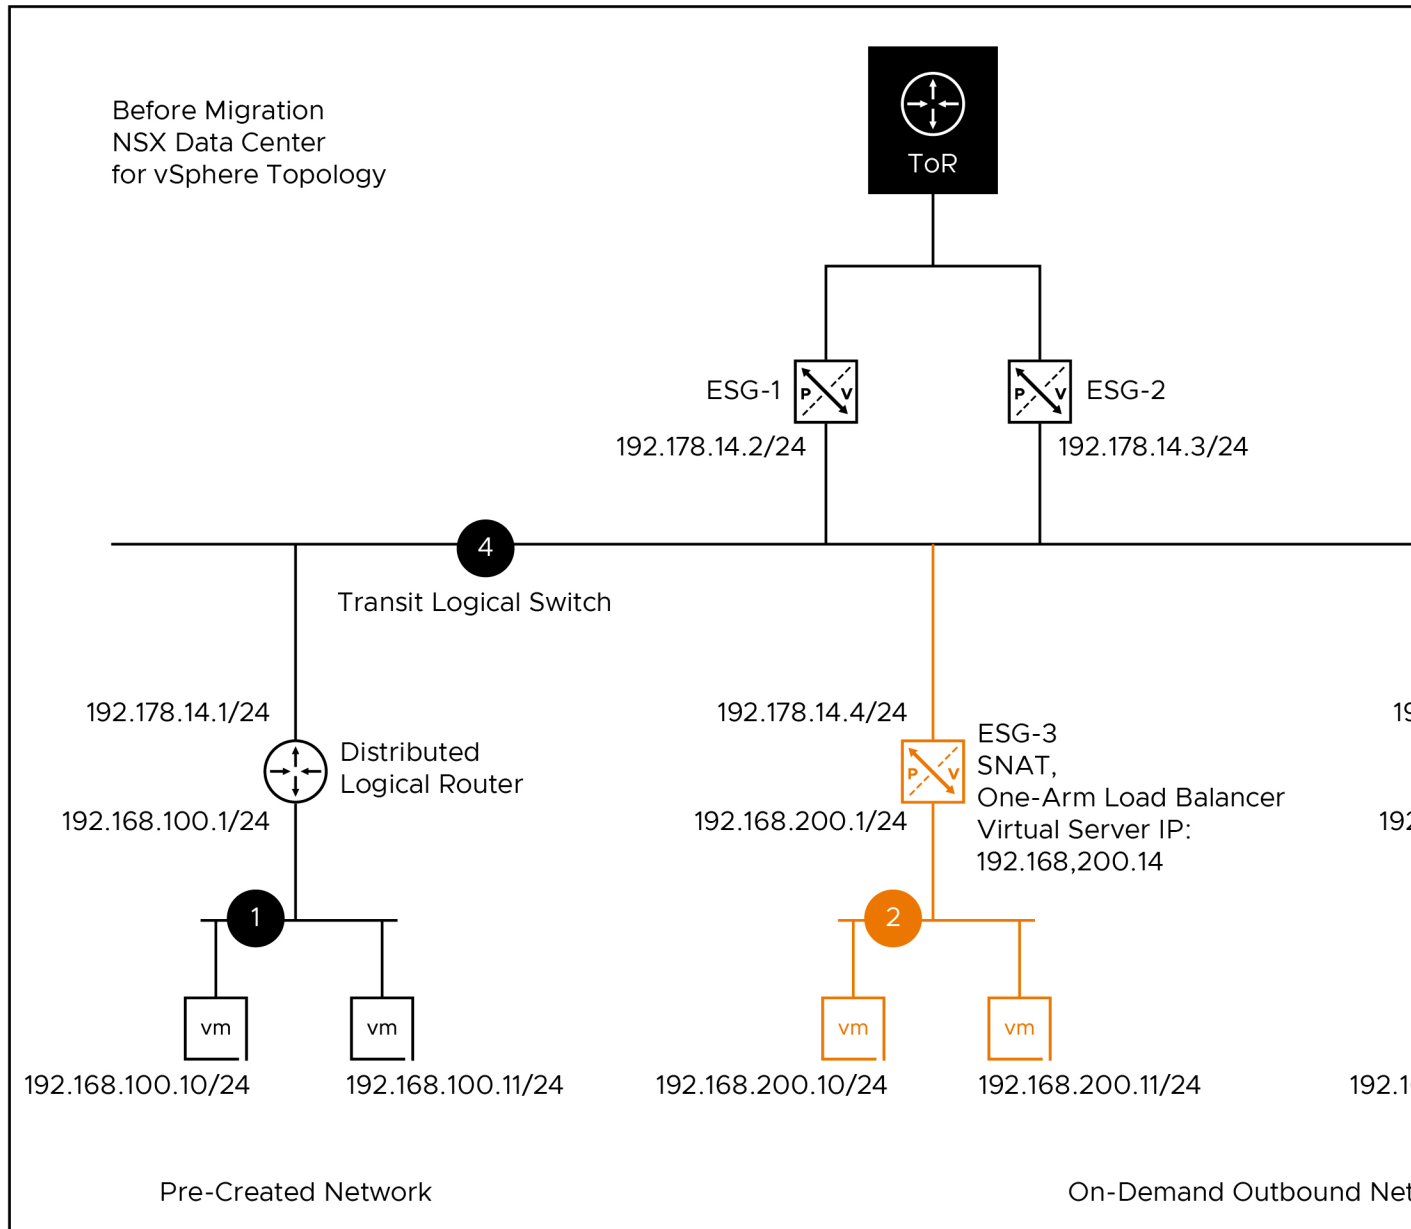 Before Migration
NSX Data Center
for vSphere Topology
ToR
ESG-1
P V
192.178.14.2/24
P V
ESG-2
192.178.14.3/24
4
Transit Logical Switch
192.178.14.1/24
Distributed
Logical Router
192.168.100.1/24
1
vm
vm
192.168.100.10/24
192.168.100.11/24
Pre-Created Network
192.178.14.4/24
P V
ESG-3
SNAT,
One-Arm Load Balancer
Virtual Server IP:
192.168,200.14
192.168.200.1/24
2
vm
vm
192.168.200.10/24
192.168.200.11/24
On-Demand Outbound Net
19
192
192.1